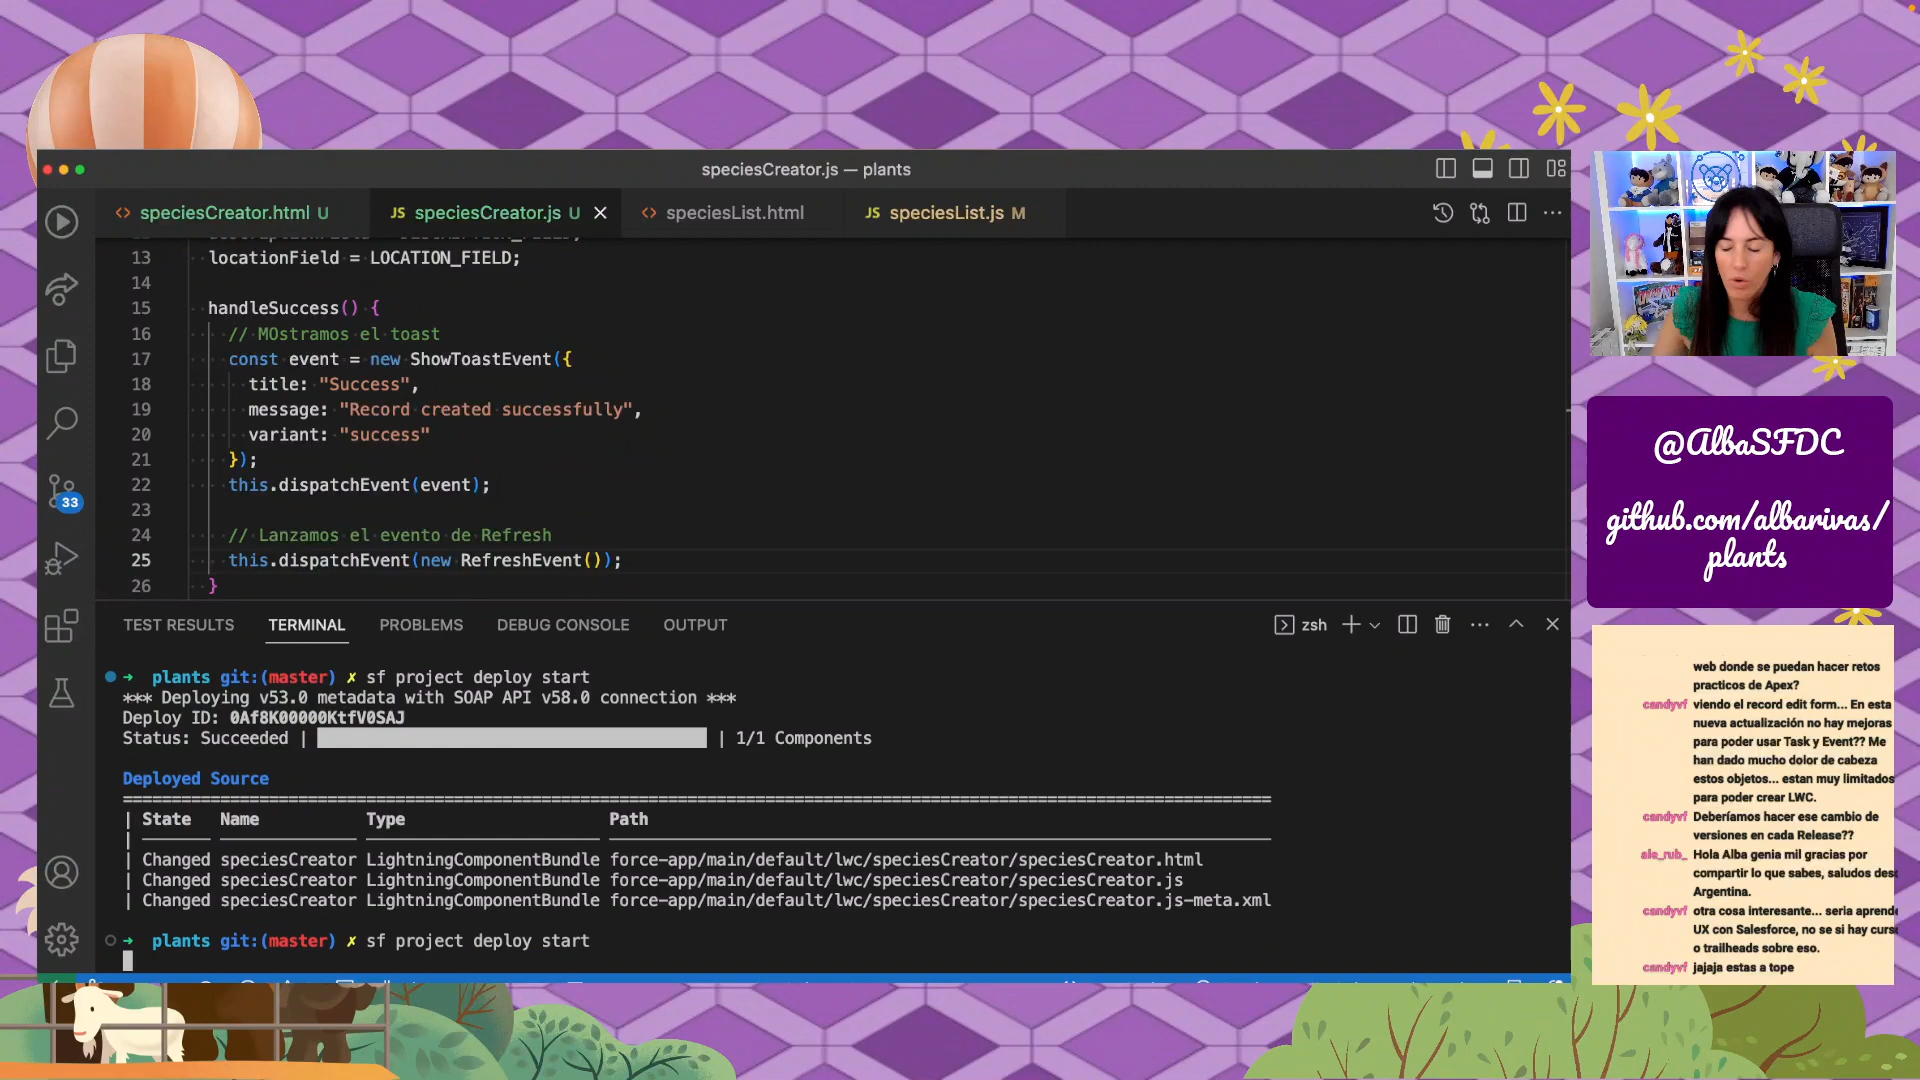 speciesCreator.js — plants
speciesCreator.html U
JS speciesCreator.js U
speciesList.html
JS speciesList.js M
13 locationField = LOCATION_FIELD;
14
15 handleSuccess() {
16 // MOstramos el toast
17 const event = new ShowToastEvent({
18 title: "Success",
19 message: "Record created successfully",
20 variant: "success"
21 });
22 this.dispatchEvent(event);
23
24 // Lanzamos el evento de Refresh
25 this.dispatchEvent(new RefreshEvent());
26 }
33
TEST RESULTS TERMINAL PROBLEMS DEBUG CONSOLE OUTPUT
zsh
→ plants git:(master) ✗ sf project deploy start
*** Deploying v53.0 metadata with SOAP API v58.0 connection ***
Deploy ID: 0Af8K00000KtfV0SAJ
Status: Succeeded | | 1/1 Components
Deployed Source
| State Name Type Path
| Changed speciesCreator LightningComponentBundle force-app/main/default/lwc/speciesCreator/speciesCreator.html
| Changed speciesCreator LightningComponentBundle force-app/main/default/lwc/speciesCreator/speciesCreator.js
| Changed speciesCreator LightningComponentBundle force-app/main/default/lwc/speciesCreator/speciesCreator.js-meta.xml
→ plants git:(master) ✗ sf project deploy start
@AlbaSFDC
github.com/albarivas/
plants
web donde se puedan hacer retos
practicos de Apex?
candyvf viendo el record edit form... En esta
nueva actualización no hay mejoras
para poder usar Task y Event?? Me
han dado mucho dolor de cabeza
estos objetos... estan muy limitados
para poder crear LWC.
candyvf Deberíamos hacer ese cambio de
versiones en cada Release??
ale_rub_ Hola Alba genia mil gracias por
compartir lo que sabes, saludos des
Argentina.
candyvf otra cosa interesante... seria aprend
UX con Salesforce, no se si hay curs
o trailheads sobre eso.
candyvf jajaja estas a tope